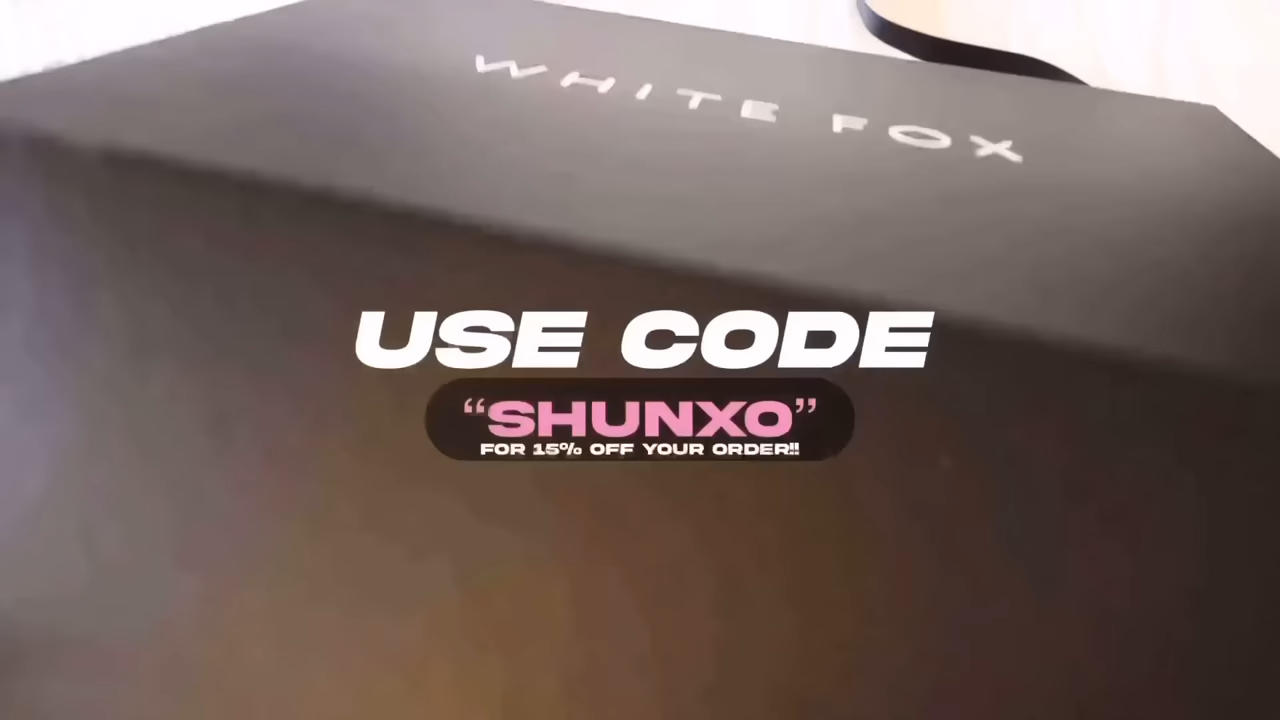 WHITE FOX
USE CODE
“SHUNXO”
FOR 15% OFF YOUR ORDER!!